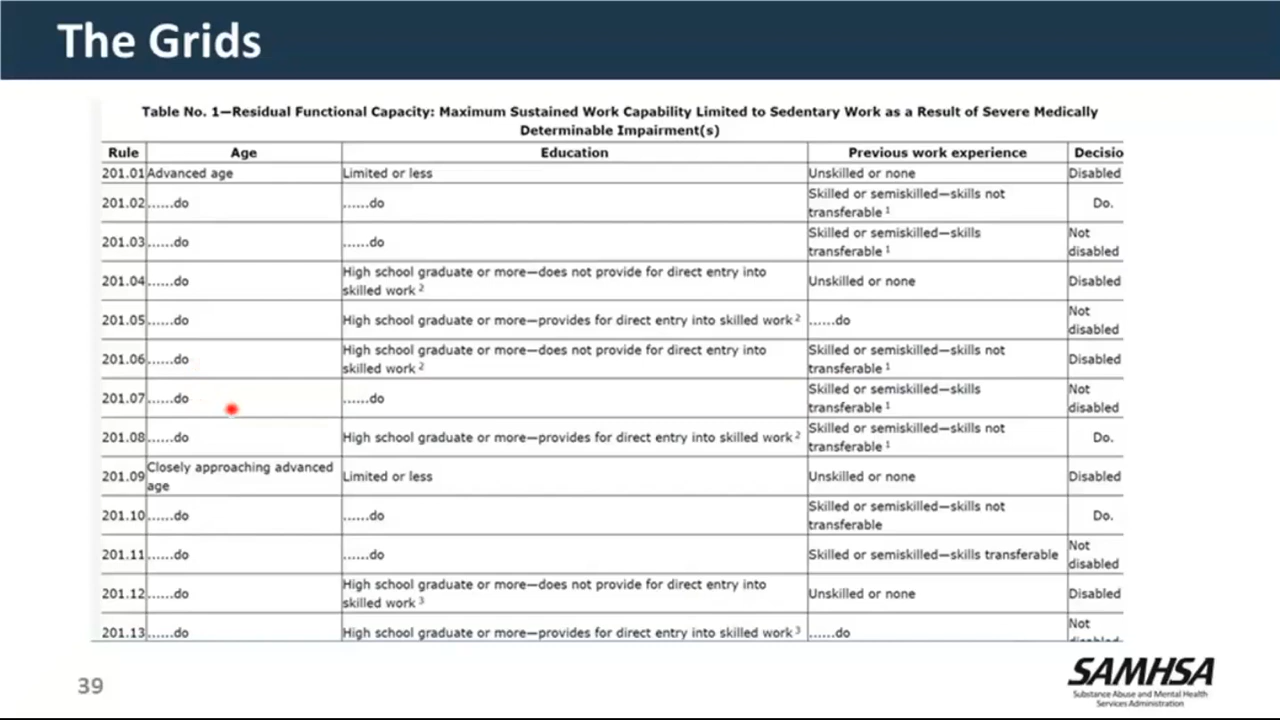 The Grids
Table No. 1—Residual Functional Capacity: Maximum Sustained Work Capability Limited to Sedentary Work as a Result of Severe Medically
Determinable Impairment(s)
Rule Age Education Previous work experience Decisio
201.01 Advanced age Limited or less Unskilled or none Disabled
201.02 ......do ......do Skilled or semiskilled—skills not
transferable 1 Do.
201.03 ......do ......do Skilled or semiskilled—skills
transferable 1 Not
disabled
201.04 ......do High school graduate or more—does not provide for direct entry into
skilled work 2 Unskilled or none Disabled
201.05 ......do High school graduate or more—provides for direct entry into skilled work 2 ......do Not
disabled
201.06 ......do High school graduate or more—does not provide for direct entry into
skilled work 2 Skilled or semiskilled—skills not
transferable 1 Disabled
201.07 ......do ......do Skilled or semiskilled—skills
transferable 1 Not
disabled
201.08 ......do High school graduate or more—provides for direct entry into skilled work 2 Skilled or semiskilled—skills not
transferable 1 Do.
201.09 Closely approaching advanced
age Limited or less Unskilled or none Disabled
201.10 ......do ......do Skilled or semiskilled—skills not
transferable Do.
201.11 ......do ......do Skilled or semiskilled—skills transferable Not
disabled
201.12 ......do High school graduate or more—does not provide for direct entry into
skilled work 3 Unskilled or none Disabled
201.13 ......do High school graduate or more—provides for direct entry into skilled work 3 ......do Not
39
SAMHSA
Substance Abuse and Mental Health
Services Administration